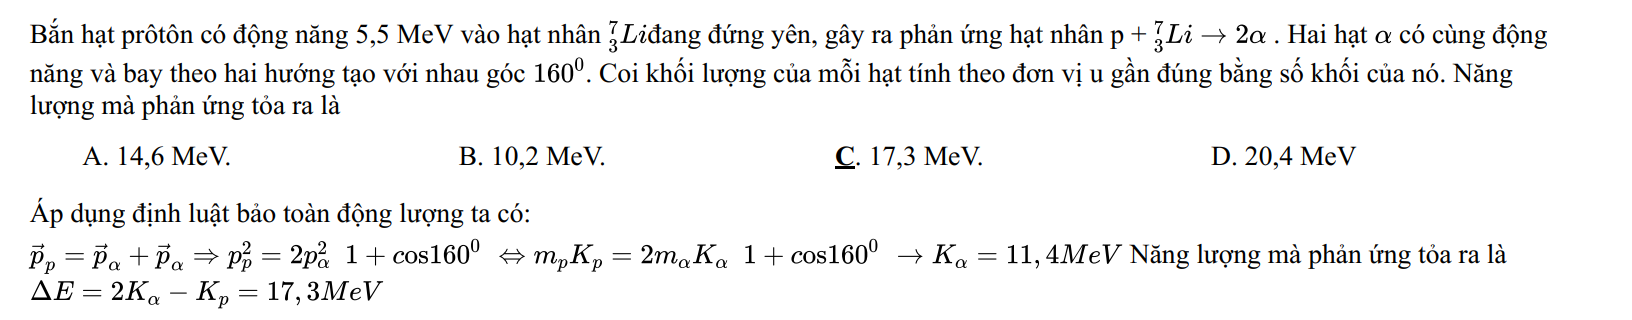 Bắn hạt prôtôn có động năng 5,5 MeV vào hạt nhân $^7_3Li$đang đứng yên, gây ra phản ứng hạt nhân p + $^7_3Li \rightarrow 2\alpha$ . Hai hạt $\alpha$ có cùng động
năng và bay theo hai hướng tạo với nhau góc $160^0$. Coi khối lượng của mỗi hạt tính theo đơn vị u gần đúng bằng số khối của nó. Năng
lượng mà phản ứng tỏa ra là
A. 14,6 MeV. B. 10,2 MeV. C. 17,3 MeV. D. 20,4 MeV
Áp dụng định luật bảo toàn động lượng ta có:
$\vec{p}_p = \vec{p}_\alpha + \vec{p}_\alpha \Rightarrow p_p^2 = 2p_\alpha^2 \ \ 1 + cos160^0 \ \Leftrightarrow m_pK_p = 2m_\alpha K_\alpha \ \ 1 + cos160^0 \ \rightarrow K_\alpha = 11,4MeV$ Năng lượng mà phản ứng tỏa ra là
$\Delta E = 2K_\alpha - K_p = 17,3MeV$